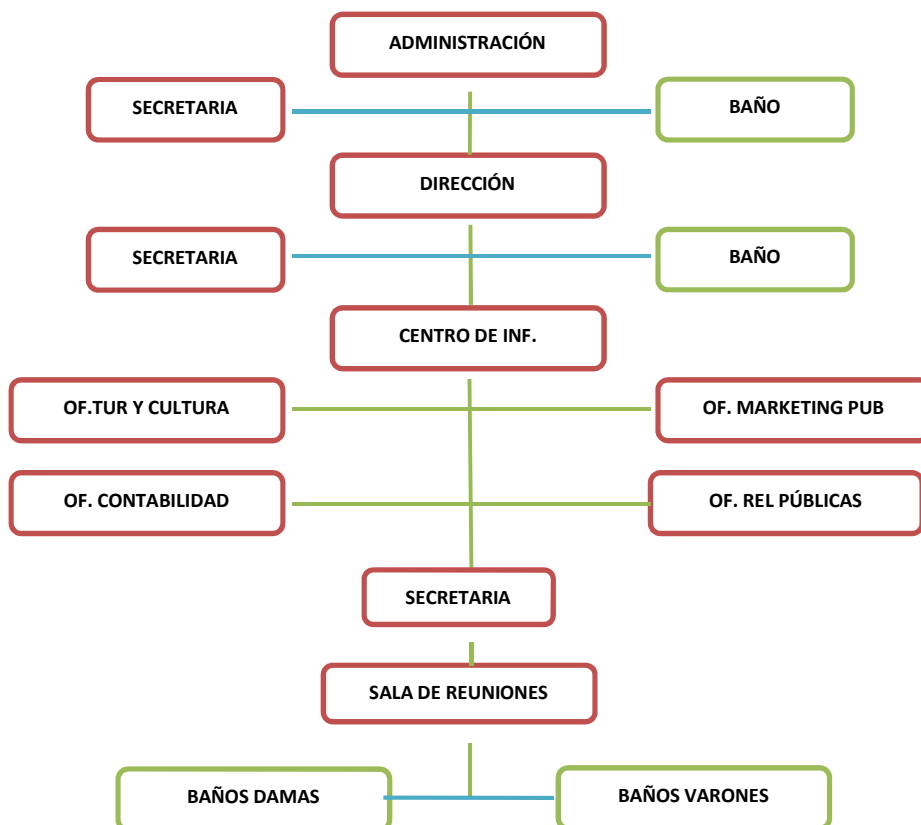 ADMINISTRACIÓN
SECRETARIA
BAÑO
DIRECCIÓN
SECRETARIA
BAÑO
CENTRO DE INF.
OF.TUR Y CULTURA
OF. MARKETING PUB
OF. CONTABILIDAD
OF. REL PÚBLICAS
SECRETARIA
SALA DE REUNIONES
BAÑOS DAMAS
BAÑOS VARONES